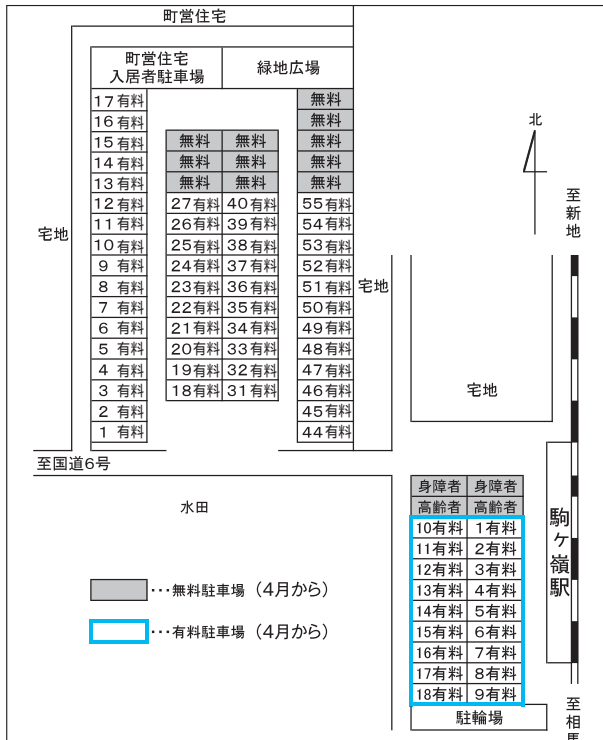 町営住宅
町営住宅
入居者駐車場
緑地広場
17有料
16有料
15有料
14有料
13有料
12有料
11有料
10有料
9 有料
8 有料
7 有料
6 有料
5 有料
4 有料
3 有料
2 有料
1 有料
無料 無料
無料 無料
無料 無料
27有料 40有料
26有料 39有料
25有料 38有料
24有料 37有料
23有料 36有料
22有料 35有料
21有料 34有料
20有料 33有料
19有料 32有料
18有料 31有料
無料
無料
無料
無料
無料
55有料
54有料
53有料
52有料
51有料
50有料
49有料
48有料
47有料
46有料
45有料
44有料
宅地
宅地
宅地
北
至新地
至国道6号
水田
身障者 身障者
高齢者 高齢者
10有料 1有料
11有料 2有料
12有料 3有料
13有料 4有料
14有料 5有料
15有料 6有料
16有料 7有料
17有料 8有料
18有料 9有料
駐輪場
駒ヶ嶺駅
至相馬
…無料駐車場（4月から）
…有料駐車場（4月から）